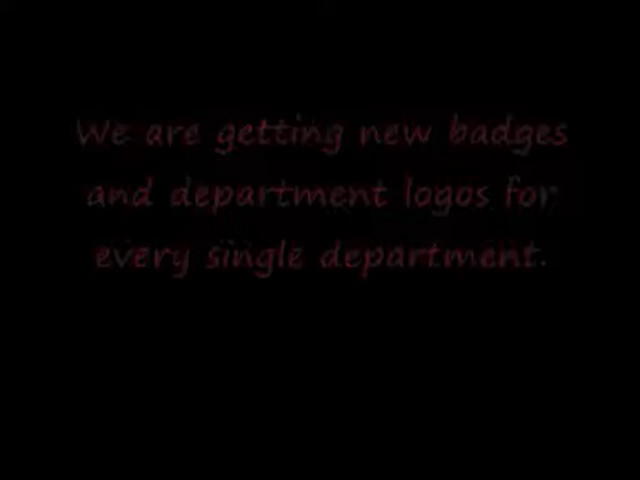 We are getting new badges
and department logos for
every single department.